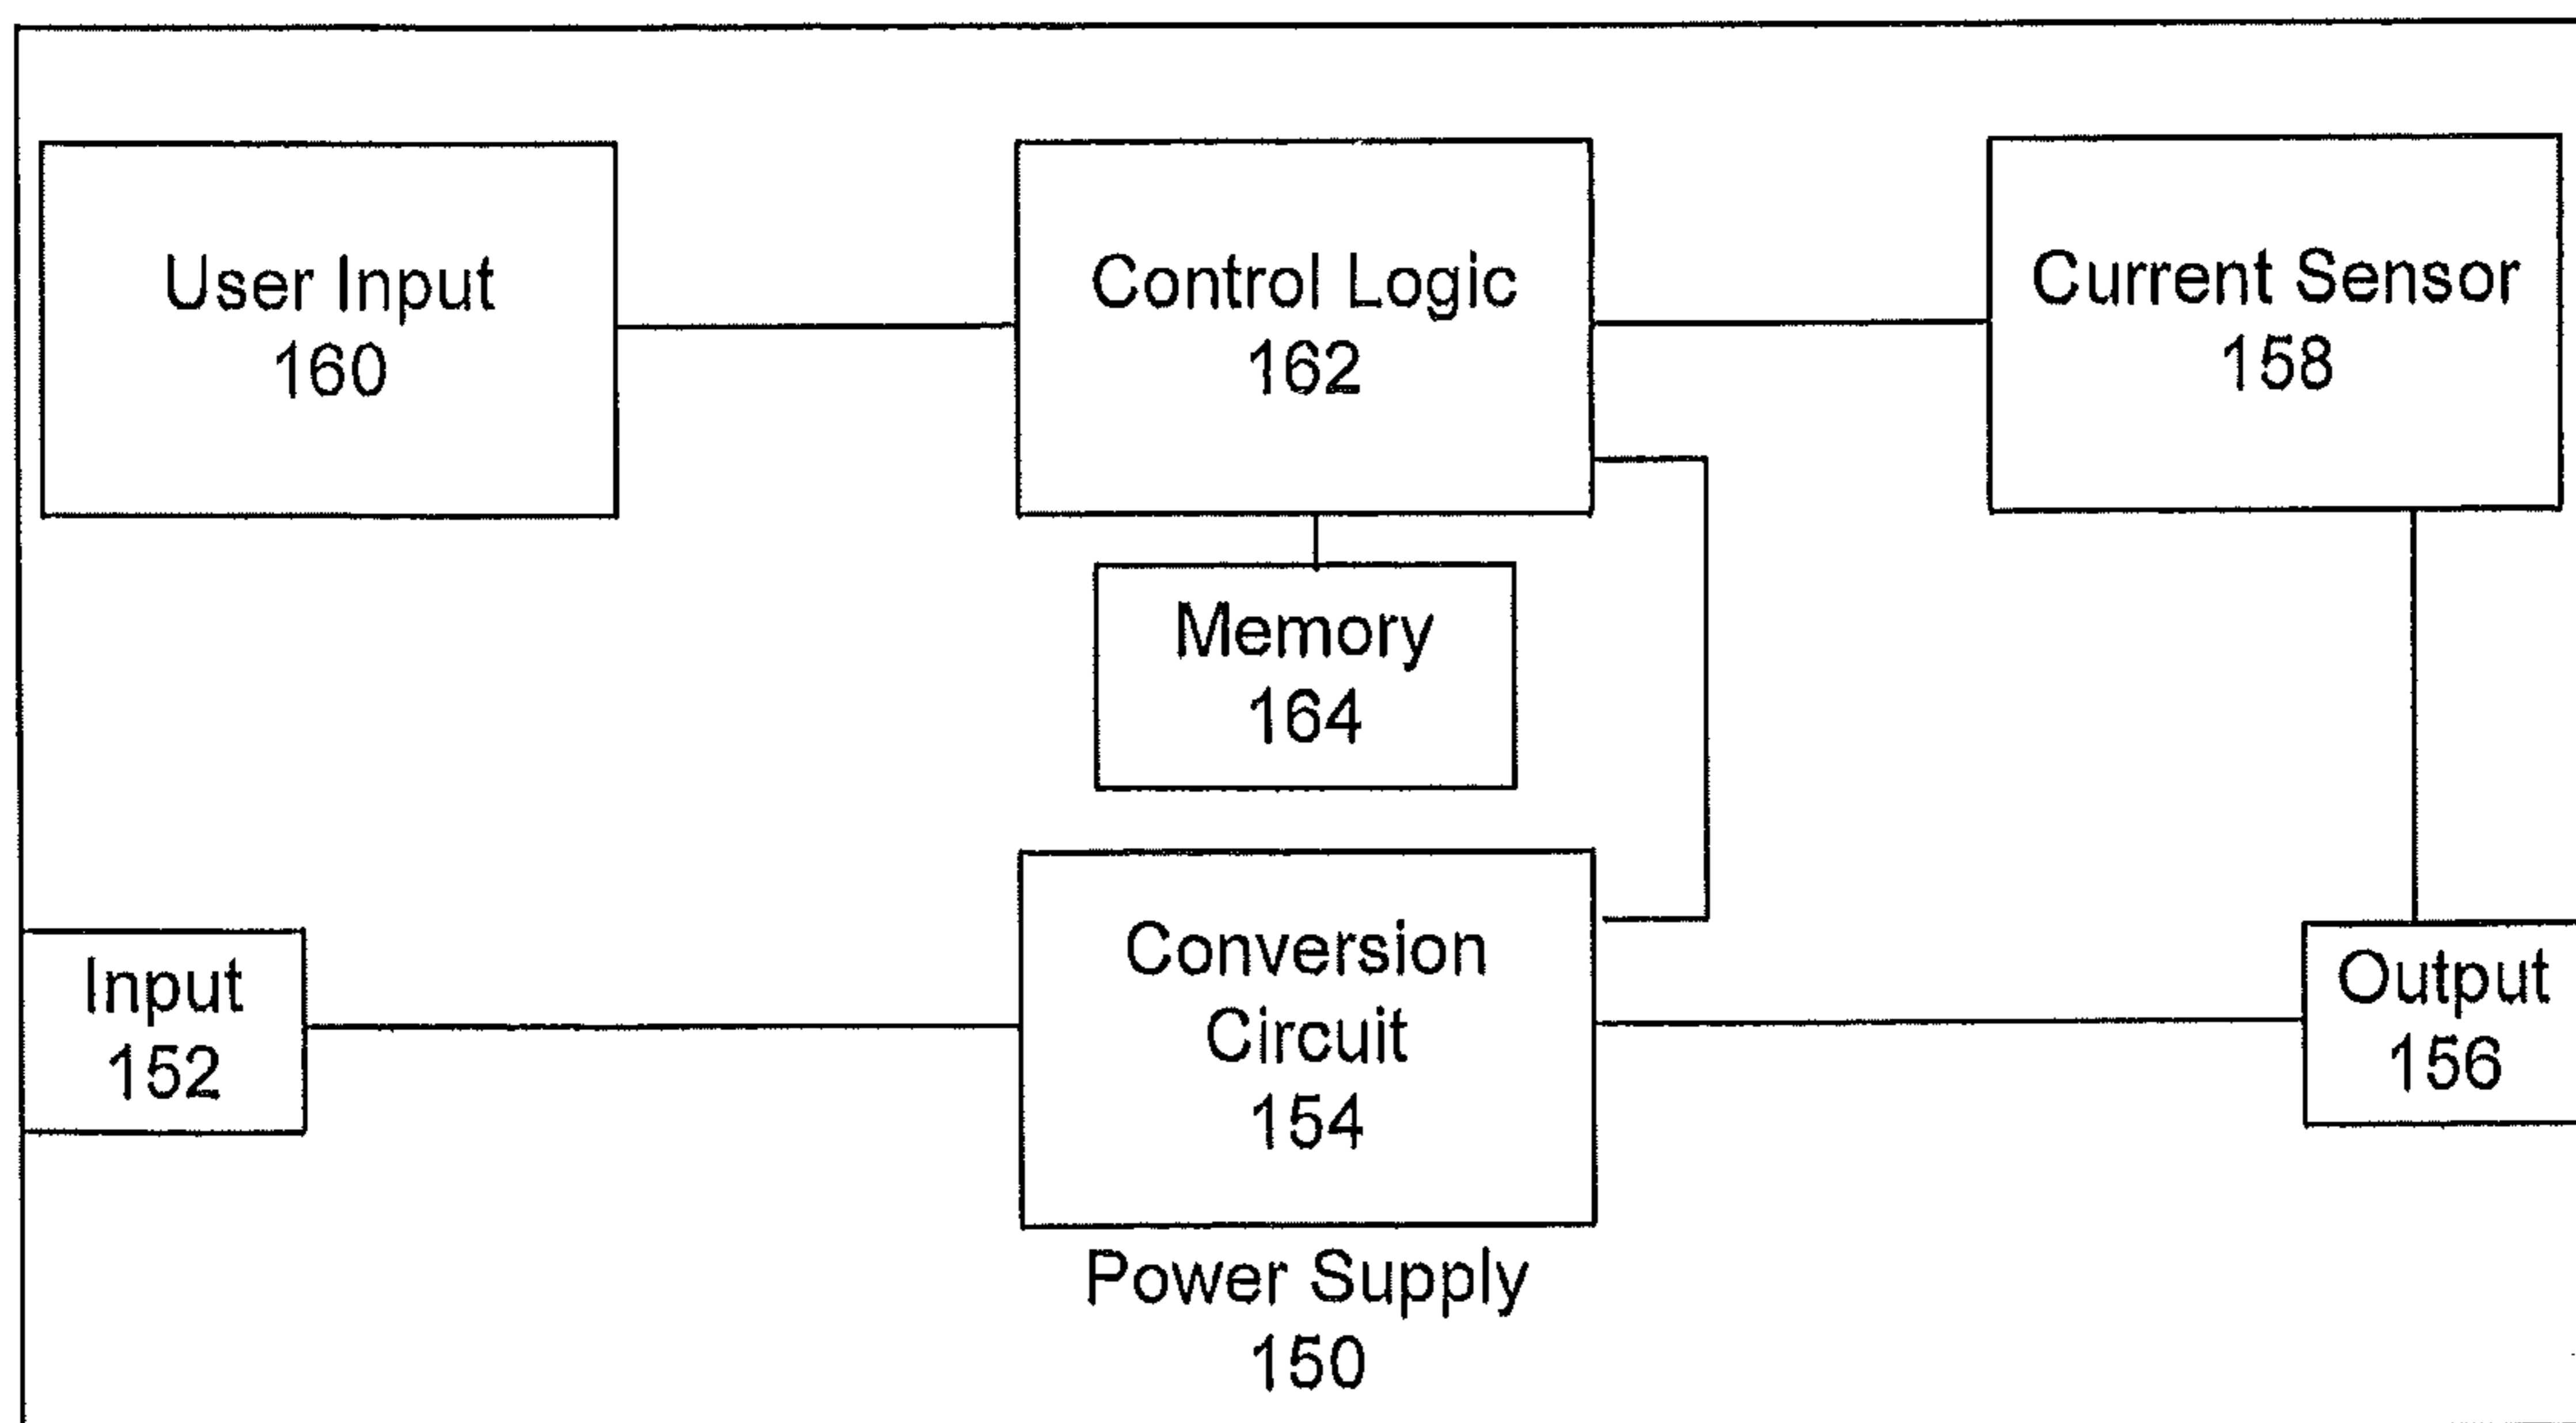 User Input
160
Control Logic
162
Current Sensor
158
Memory
164
Input
152
Conversion
Circuit
154
Output
156
Power Supply
150